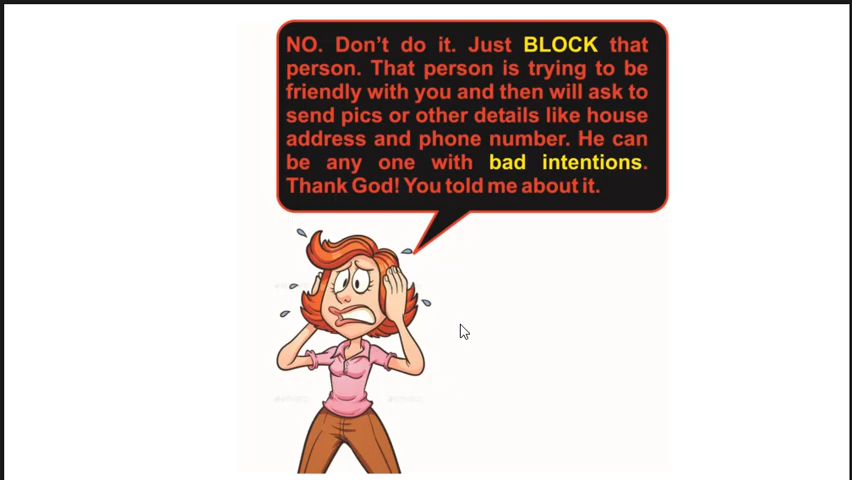 NO. Don't do it. Just BLOCK that
person. That person is trying to be
friendly with you and then will ask to
send pics or other details like house
address and phone number. He can
be any one with bad intentions.
Thank God! You told me about it.